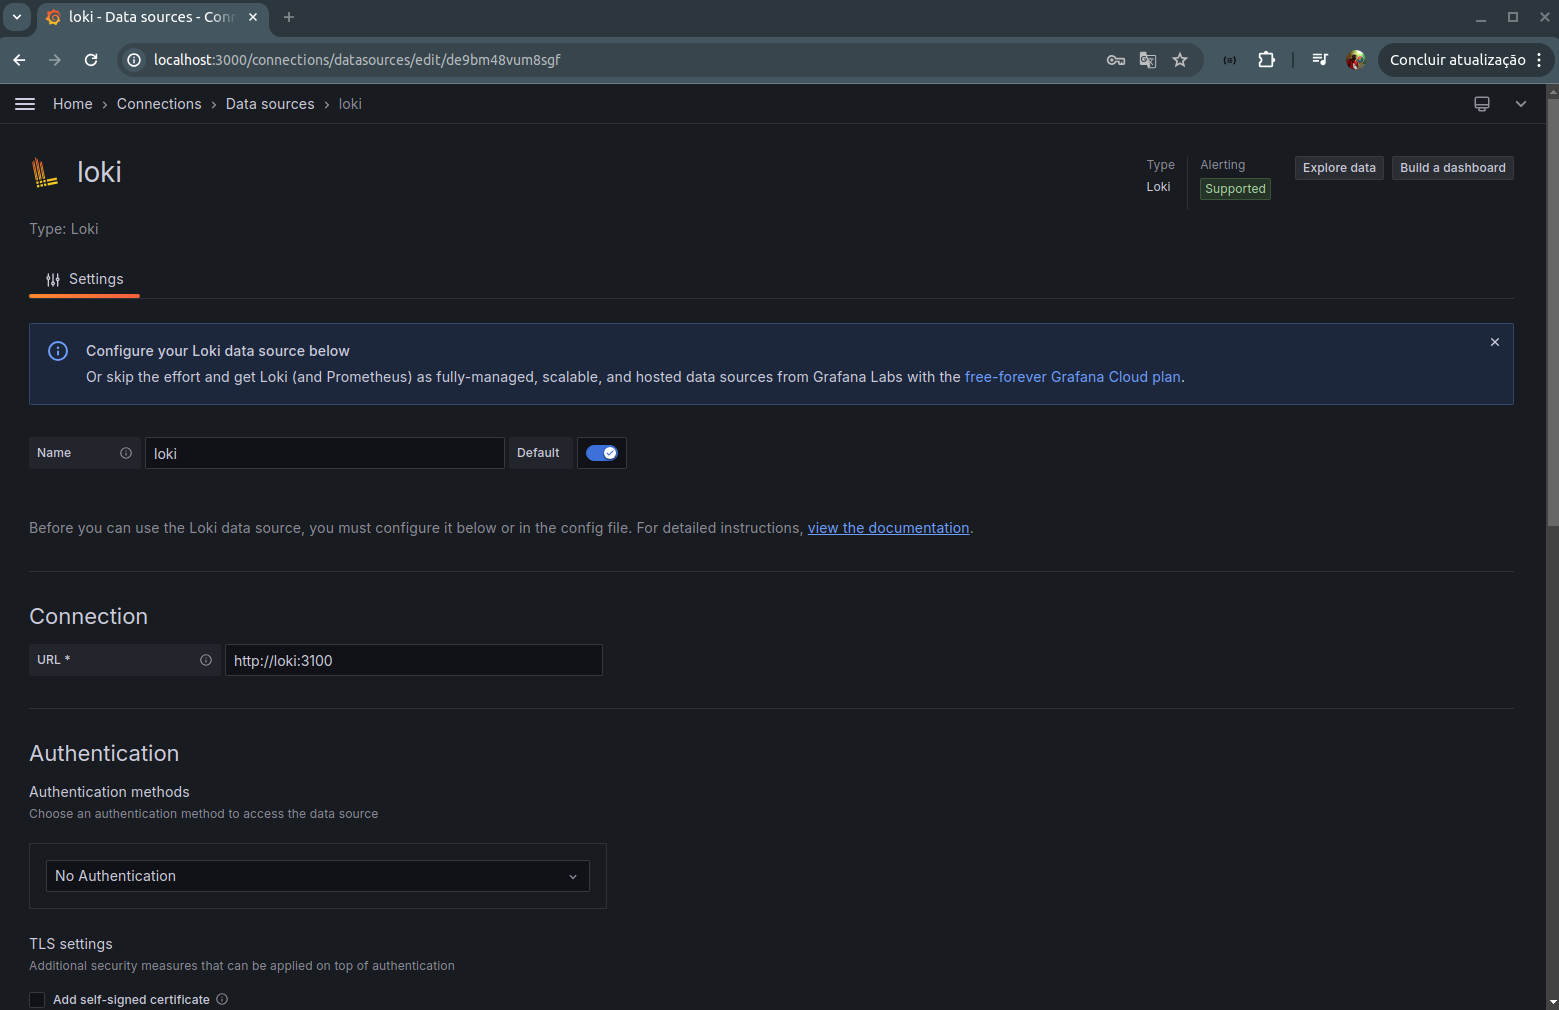 loki - Data sources - Con
localhost:3000/connections/datasources/edit/de9bm48vum8sgf
Concluir atualização
Home › Connections › Data sources › loki
loki
Type
Loki
Alerting
Supported
Explore data
Build a dashboard
Type: Loki
Settings
Configure your Loki data source below
Or skip the effort and get Loki (and Prometheus) as fully-managed, scalable, and hosted data sources from Grafana Labs with the free-forever Grafana Cloud plan.
Name loki Default
Before you can use the Loki data source, you must configure it below or in the config file. For detailed instructions, view the documentation.
Connection
URL * http://loki:3100
Authentication
Authentication methods
Choose an authentication method to access the data source
No Authentication
TLS settings
Additional security measures that can be applied on top of authentication
Add self-signed certificate